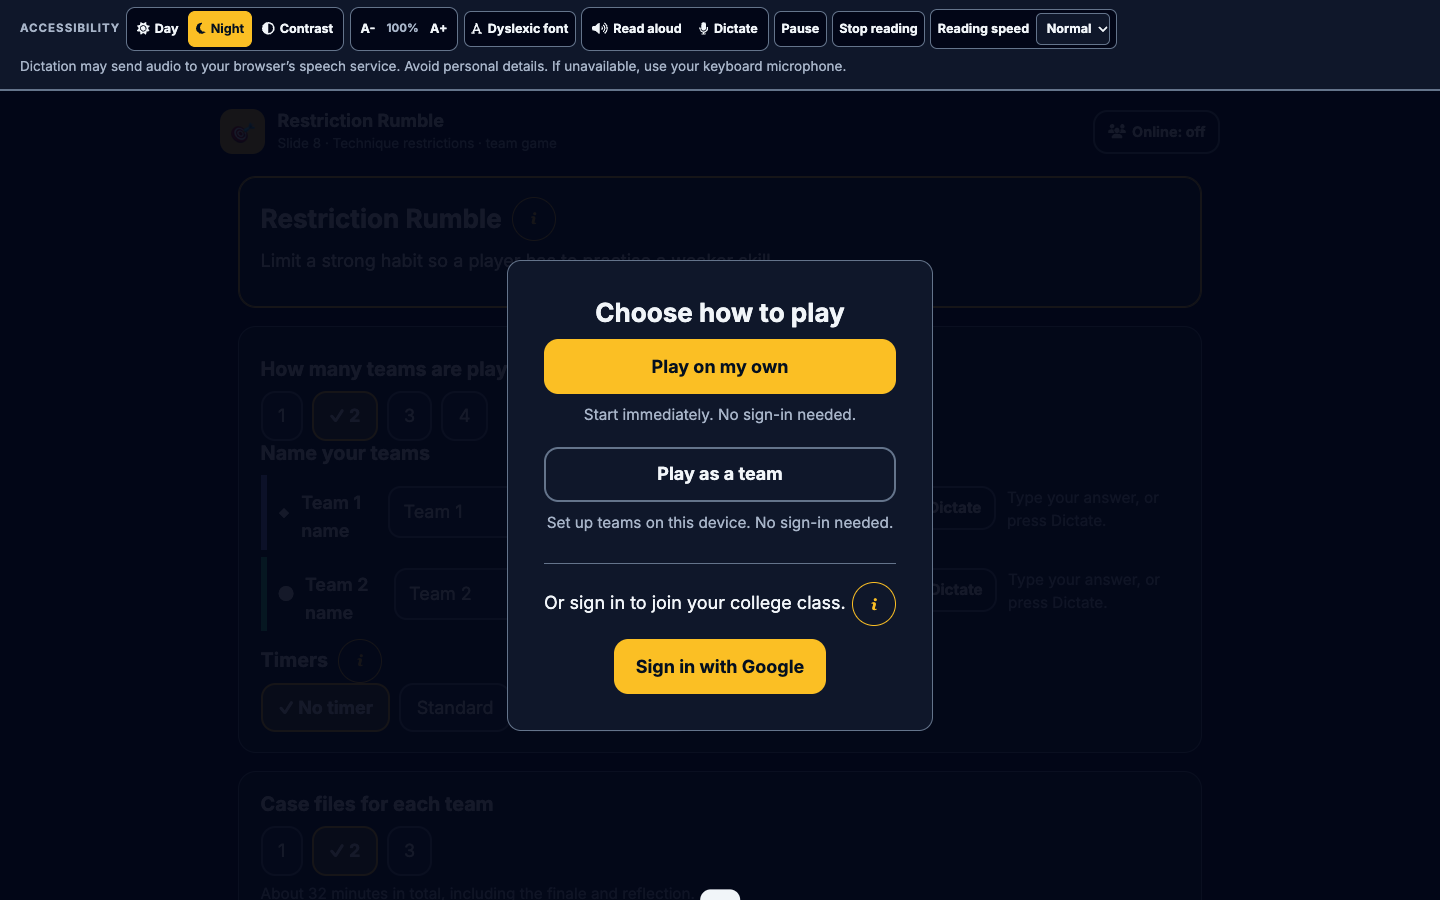 ACCESSIBILITY Day Night Contrast A- 100% A+ Dyslexic font Read aloud Dictate Pause Stop reading Reading speed Normal
Dictation may send audio to your browser's speech service. Avoid personal details. If unavailable, use your keyboard microphone.
Restriction Rumble
Slide 8 · Technique restrictions · team game
Online: off
Restriction Rumble i
Limit a strong habit so a player has to practise a weaker skill.
Choose how to play
Play on my own
Start immediately. No sign-in needed.
Play as a team
Set up teams on this device. No sign-in needed.
Or sign in to join your college class. i
Sign in with Google
How many teams are play
1 ✓ 2 3 4
Name your teams
Team 1 name
Team 1
Dictate
Type your answer, or press Dictate.
Team 2 name
Team 2
Dictate
Type your answer, or press Dictate.
Timers i
✓ No timer Standard
Case files for each team
1 ✓ 2 3
About 32 minutes in total, including the finale and reflection.